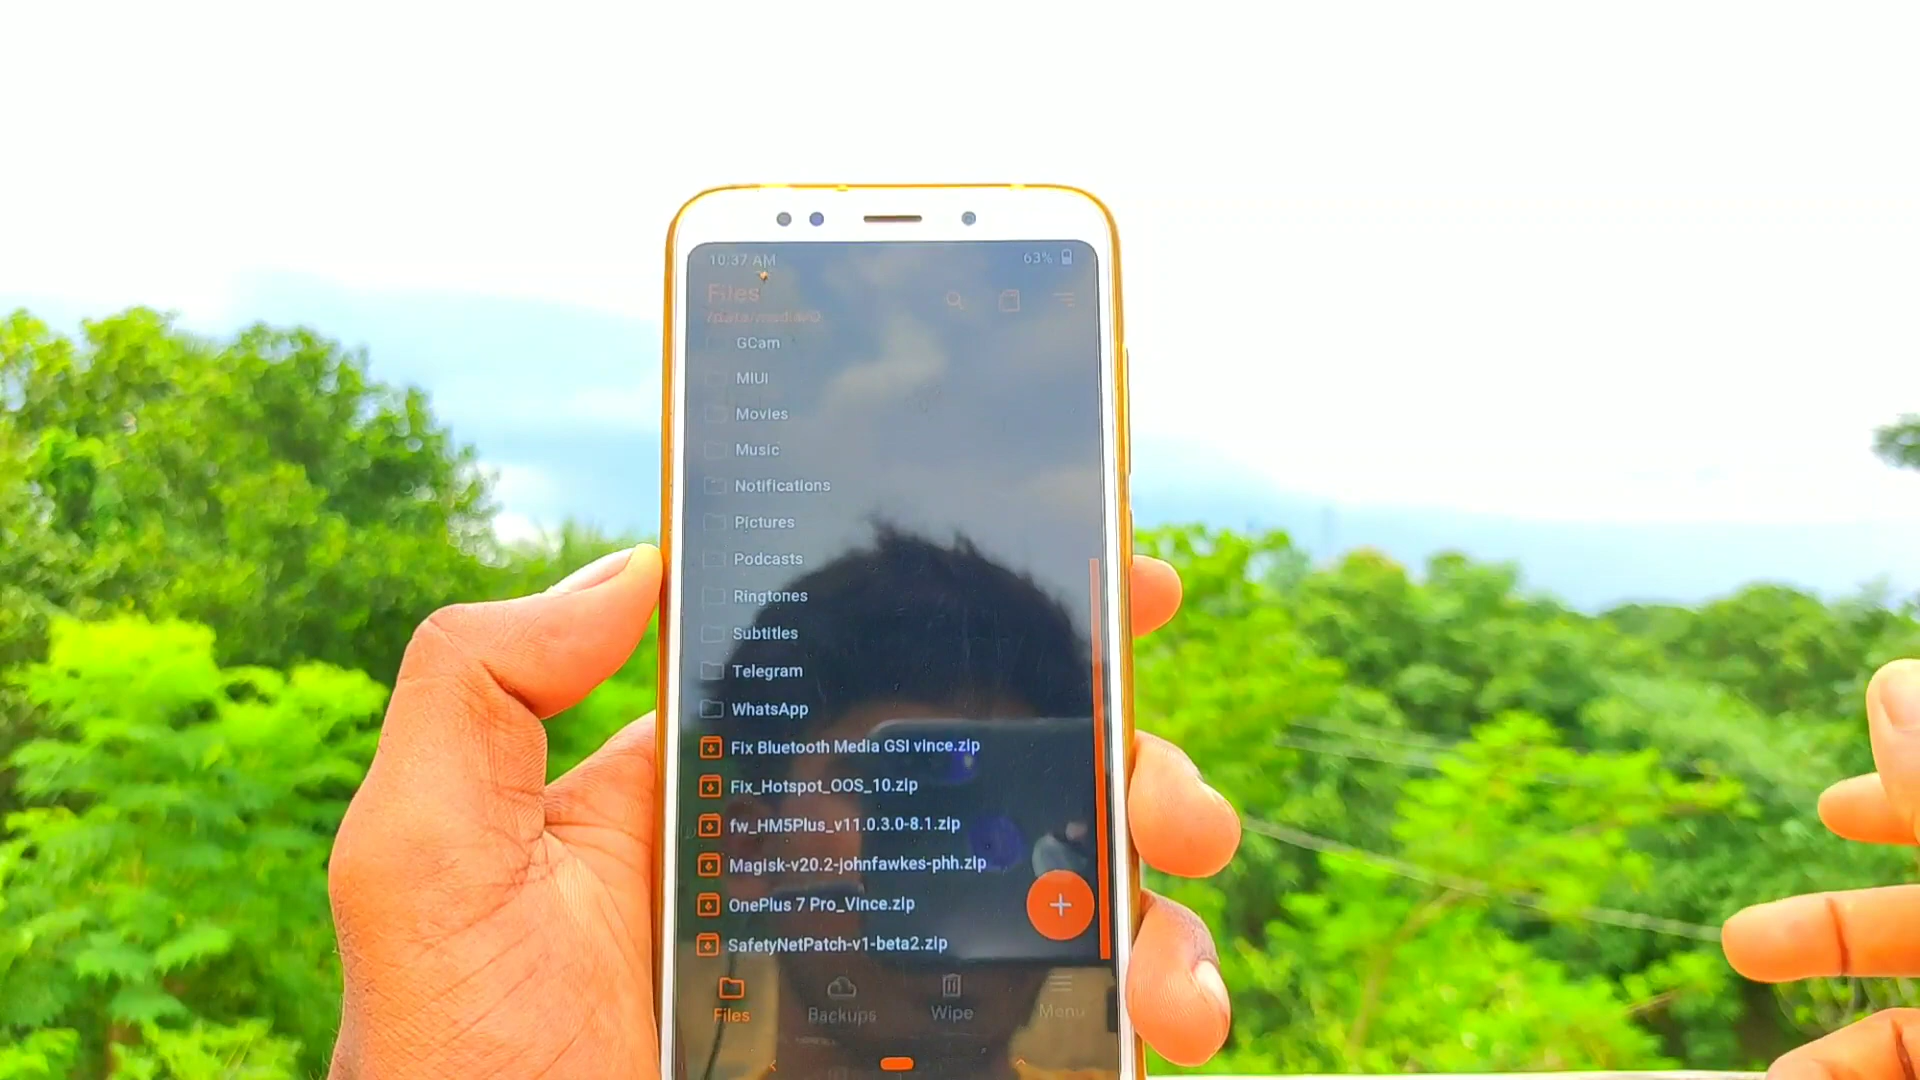 10:37 AM
63%
Files
/data/media/0
GCam
MIUI
Movies
Music
Notifications
Pictures
Podcasts
Ringtones
Subtitles
Telegram
WhatsApp
Fix Bluetooth Media GSI vince.zip
Fix_Hotspot_OOS_10.zip
fw_HM5Plus_v11.0.3.0-8.1.zip
Magisk-v20.2-johnfawkes-phh.zip
OnePlus 7 Pro_Vince.zip
SafetyNetPatch-v1-beta2.zip
Files
Backups
Wipe
Menu